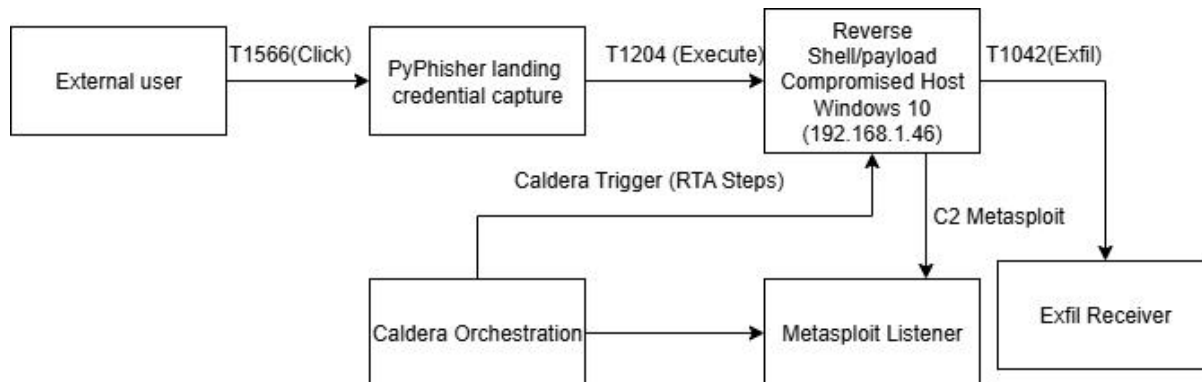 External user
T1566(Click)
PyPhisher landing
credential capture
T1204 (Execute)
Reverse
Shell/payload
Compromised Host
Windows 10
(192.168.1.46)
T1042(Exfil)
Caldera Trigger (RTA Steps)
C2 Metasploit
Caldera Orchestration
Metasploit Listener
Exfil Receiver